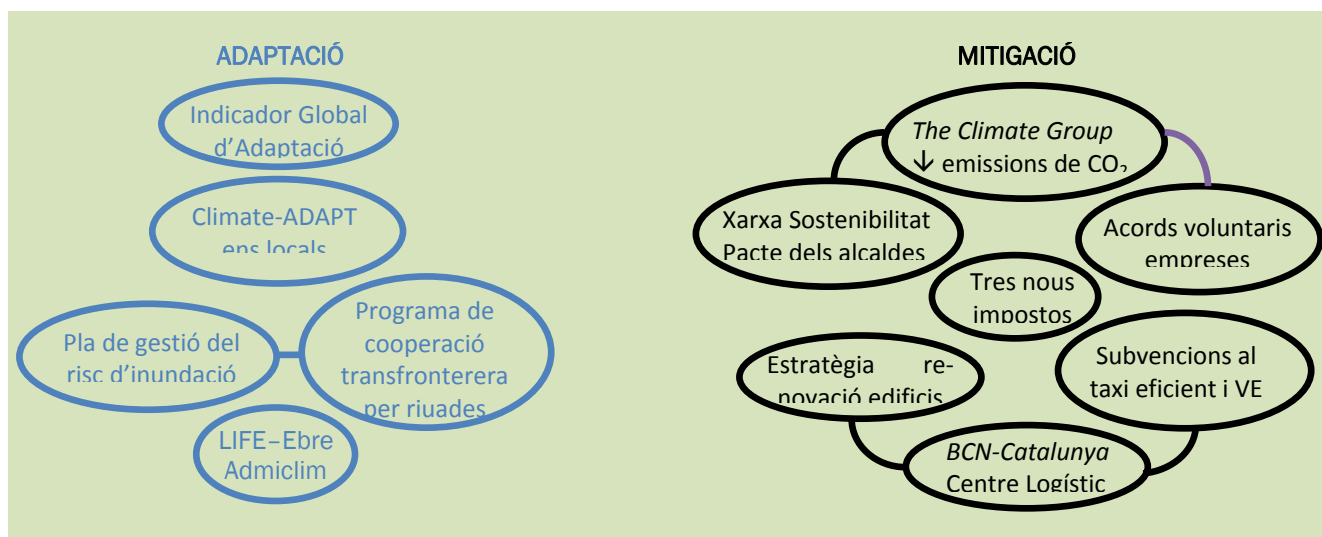 ADAPTACIÓ
Indicador Global
d’Adaptació
Climate-ADAPT
ens locals
Pla de gestió del
risc d’inundació
Programa de
cooperació
transfronterera
per riuades
LIFE–Ebre
Admiclim
MITIGACIÓ
The Climate Group
↓ emissions de CO₂
Xarxa Sostenibilitat
Pacte dels alcaldes
Acords voluntaris
empreses
Tres nous
impostos
Estratègia re-
novació edificis
Subvencions al
taxi eficient i VE
BCN-Catalunya
Centre Logístic